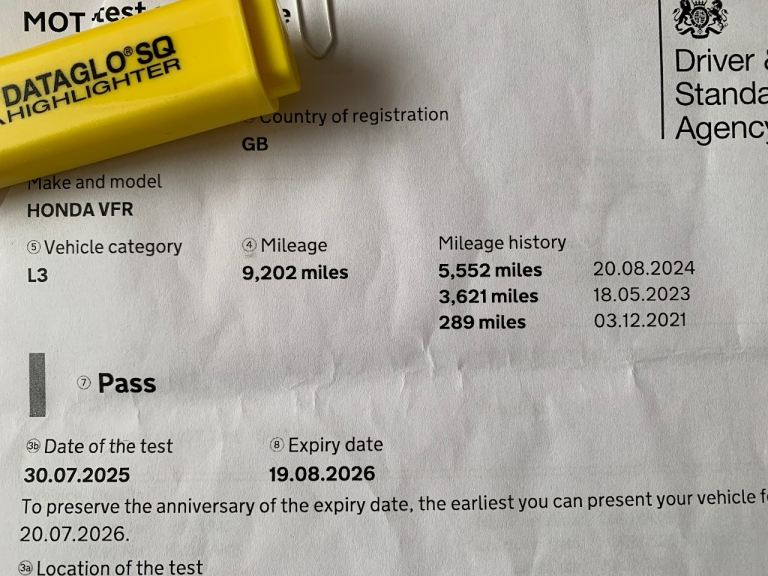 MOT test
DATAGLO® SQ
HIGHLIGHTER
Country of registration
GB
Make and model
HONDA VFR
⑤ Vehicle category
L3
④ Mileage
9,202 miles
Mileage history
5,552 miles 20.08.2024
3,621 miles 18.05.2023
289 miles 03.12.2021
⑦ Pass
3b Date of the test
30.07.2025
⑧ Expiry date
19.08.2026
To preserve the anniversary of the expiry date, the earliest you can present your vehicle
20.07.2026.
3a Location of the test
Driver &
Standa
Agency